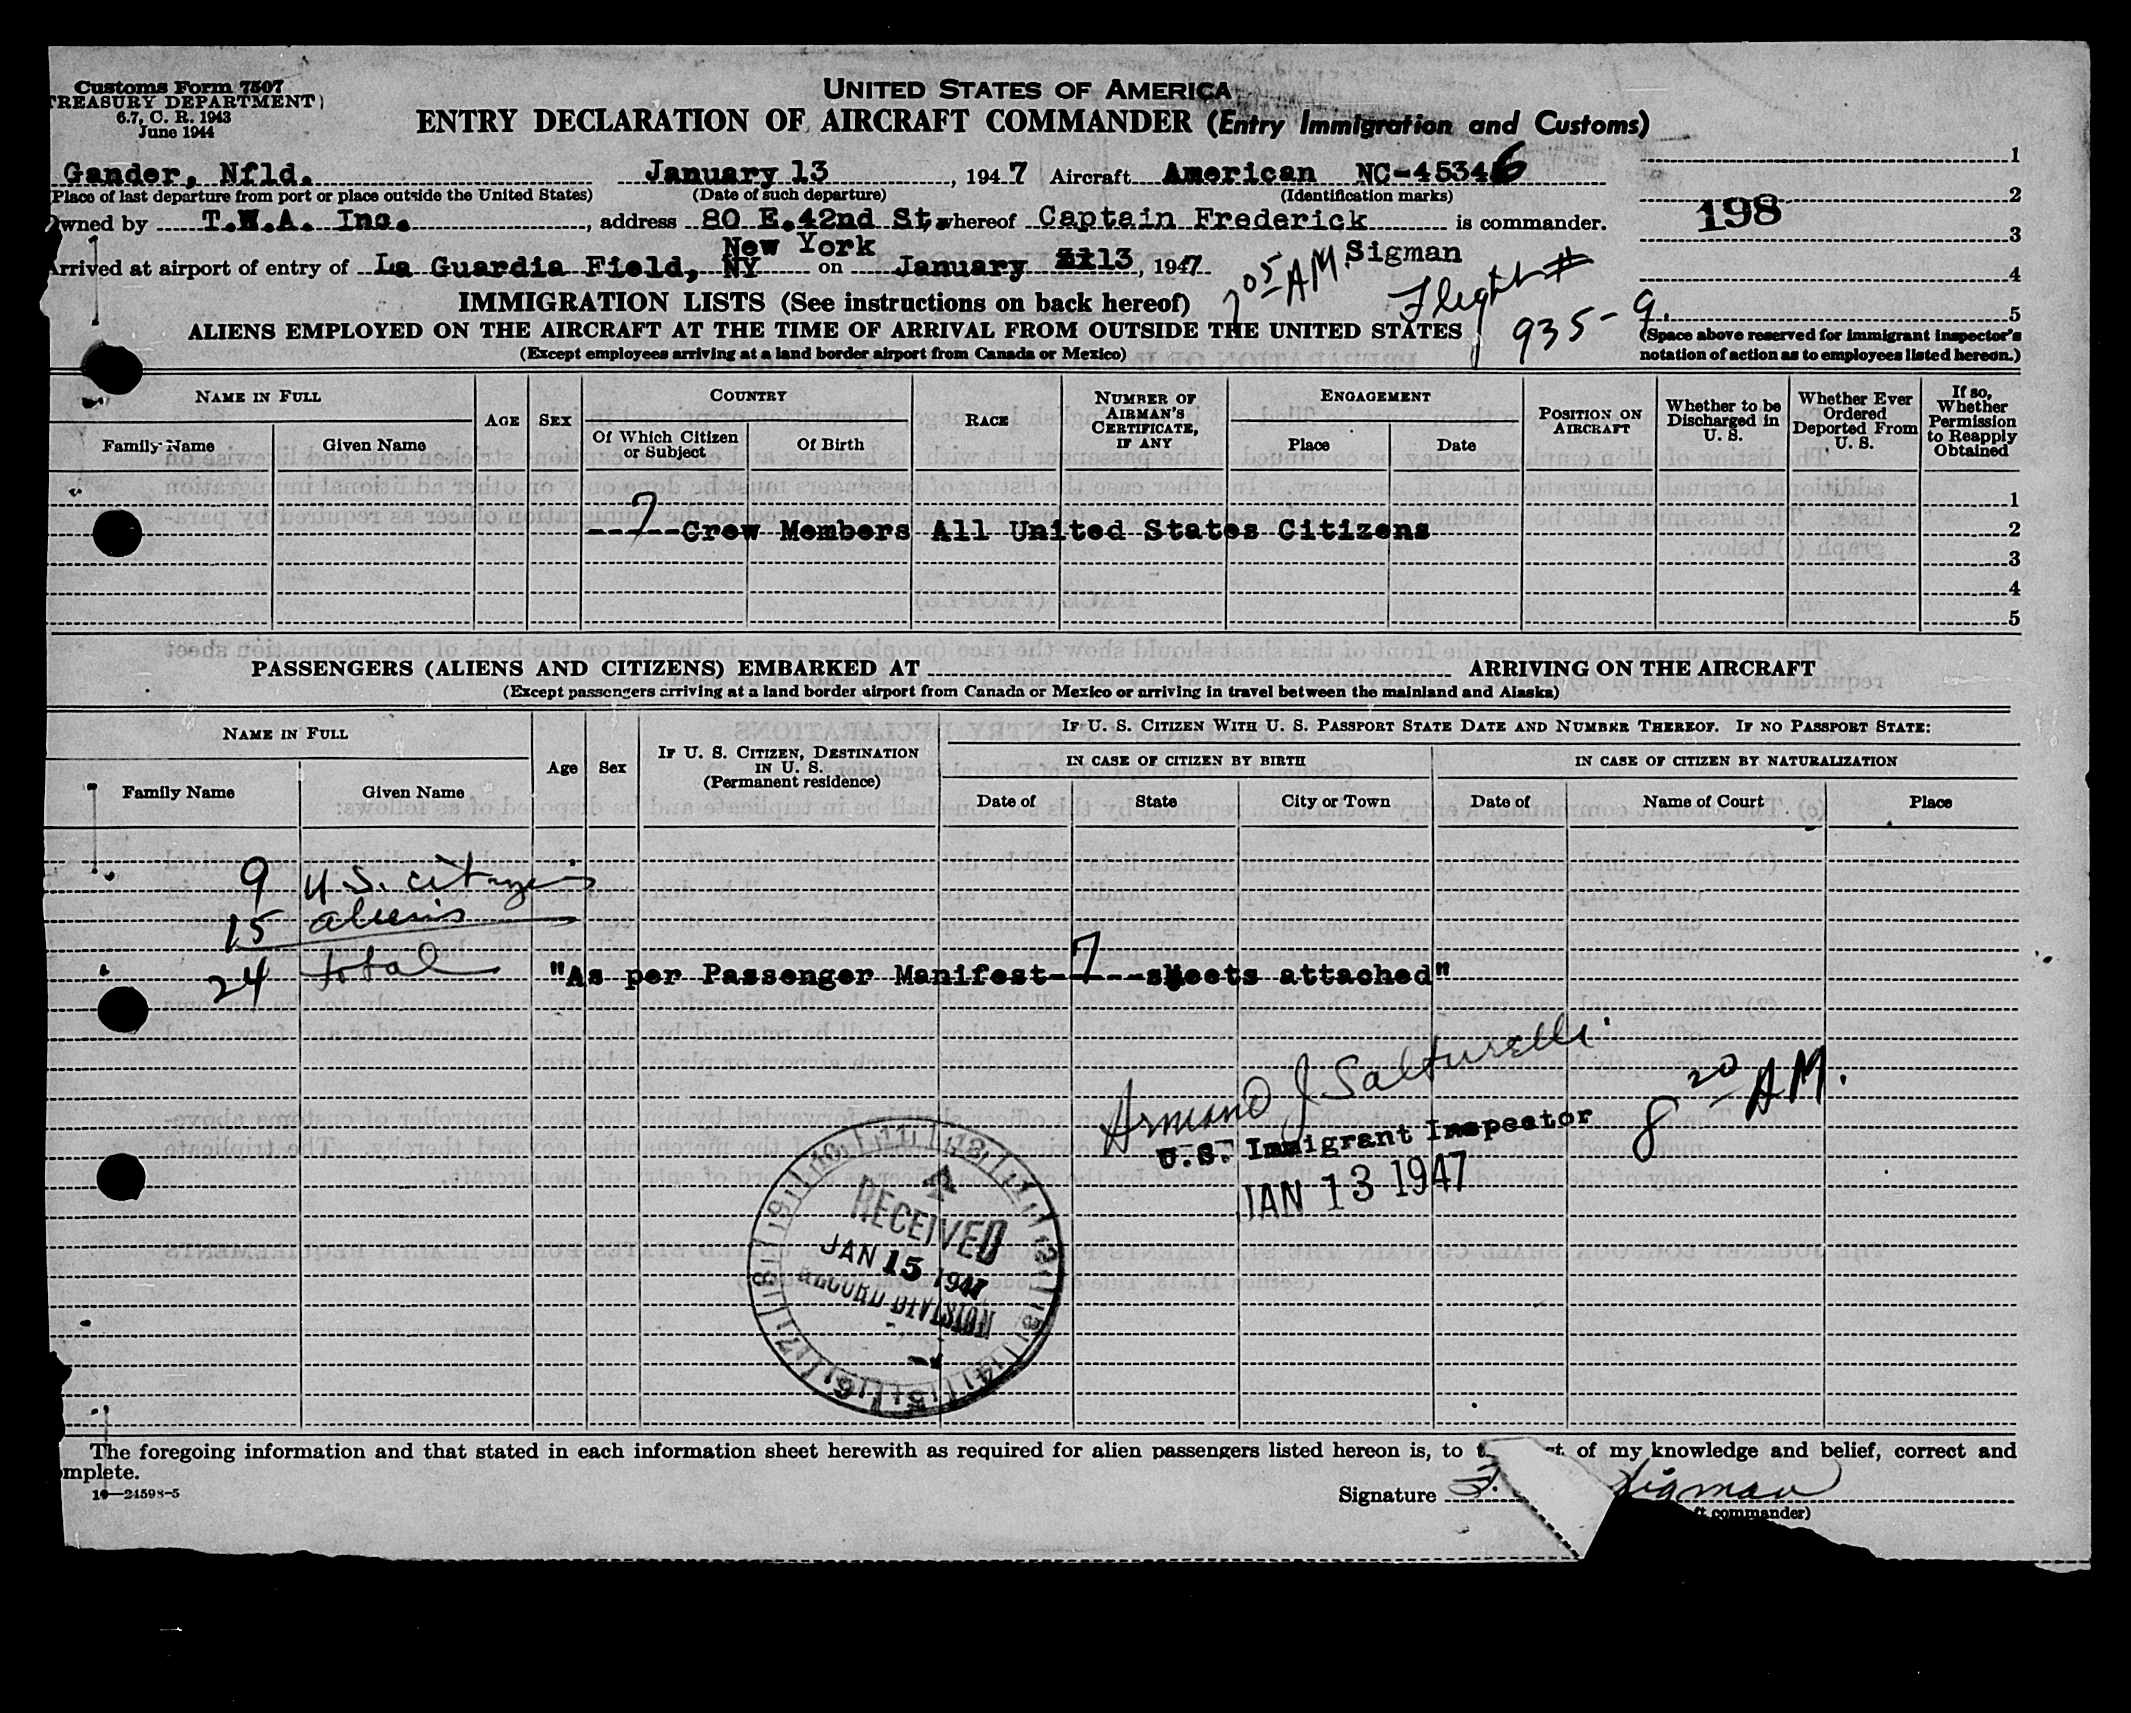 Customs Form 7507
TREASURY DEPARTMENT)
6.7, C. R. 1943
June 1944
UNITED STATES OF AMERICA
ENTRY DECLARATION OF AIRCRAFT COMMANDER (Entry Immigration and Customs)
Gander, Nfld. January 13, 1947 Aircraft American NC-45346
(Place of last departure from port or place outside the United States) (Date of such departure) (Identification marks)
Owned by T.W.A. Inc., address 80 E.42nd St. whereof Captain Frederick is commander.
New York Sigman
Arrived at airport of entry of La Guardia Field, NY on January 13, 1947
7 05 AM
Flight #
935-9
198
1
2
3
4
5
IMMIGRATION LISTS (See instructions on back hereof)
ALIENS EMPLOYED ON THE AIRCRAFT AT THE TIME OF ARRIVAL FROM OUTSIDE THE UNITED STATES
(Except employees arriving at a land border airport from Canada or Mexico)
(Space above reserved for immigrant inspector's
notation of action as to employees listed hereon.)
NAME IN FULL
Family Name Given Name
AGE
SEX
COUNTRY
Of Which Citizen or Subject Of Birth
RACE
NUMBER OF AIRMAN'S CERTIFICATE, IF ANY
ENGAGEMENT
Place Date
POSITION ON AIRCRAFT
Whether to be Discharged in U. S.
Whether Ever Ordered Deported From U. S.
If so, Whether Permission to Reapply Obtained
1
----7----Crew Members All United States Citizens 2
3
4
5
PASSENGERS (ALIENS AND CITIZENS) EMBARKED AT ARRIVING ON THE AIRCRAFT
(Except passengers arriving at a land border airport from Canada or Mexico or arriving in travel between the mainland and Alaska)
NAME IN FULL
Family Name Given Name
Age
Sex
IF U. S. CITIZEN, DESTINATION IN U. S. (Permanent residence)
IF U. S. CITIZEN WITH U. S. PASSPORT STATE DATE AND NUMBER THEREOF. IF NO PASSPORT STATE:
IN CASE OF CITIZEN BY BIRTH IN CASE OF CITIZEN BY NATURALIZATION
Date of State City or Town Date of Name of Court Place
9 U.S. citizens
15 aliens
24 total
"As per Passenger Manifest-7---sheets attached"
Armand J Salturelli
U.S. Immigrant Inspector
JAN 13 1947
8 20 AM.
RECEIVED
JAN 15 1947
RECORD DIVISION
The foregoing information and that stated in each information sheet herewith as required for alien passengers listed hereon is, to of my knowledge and belief, correct and
mplete.
16—24598-5
Signature F. Sigman
commander)